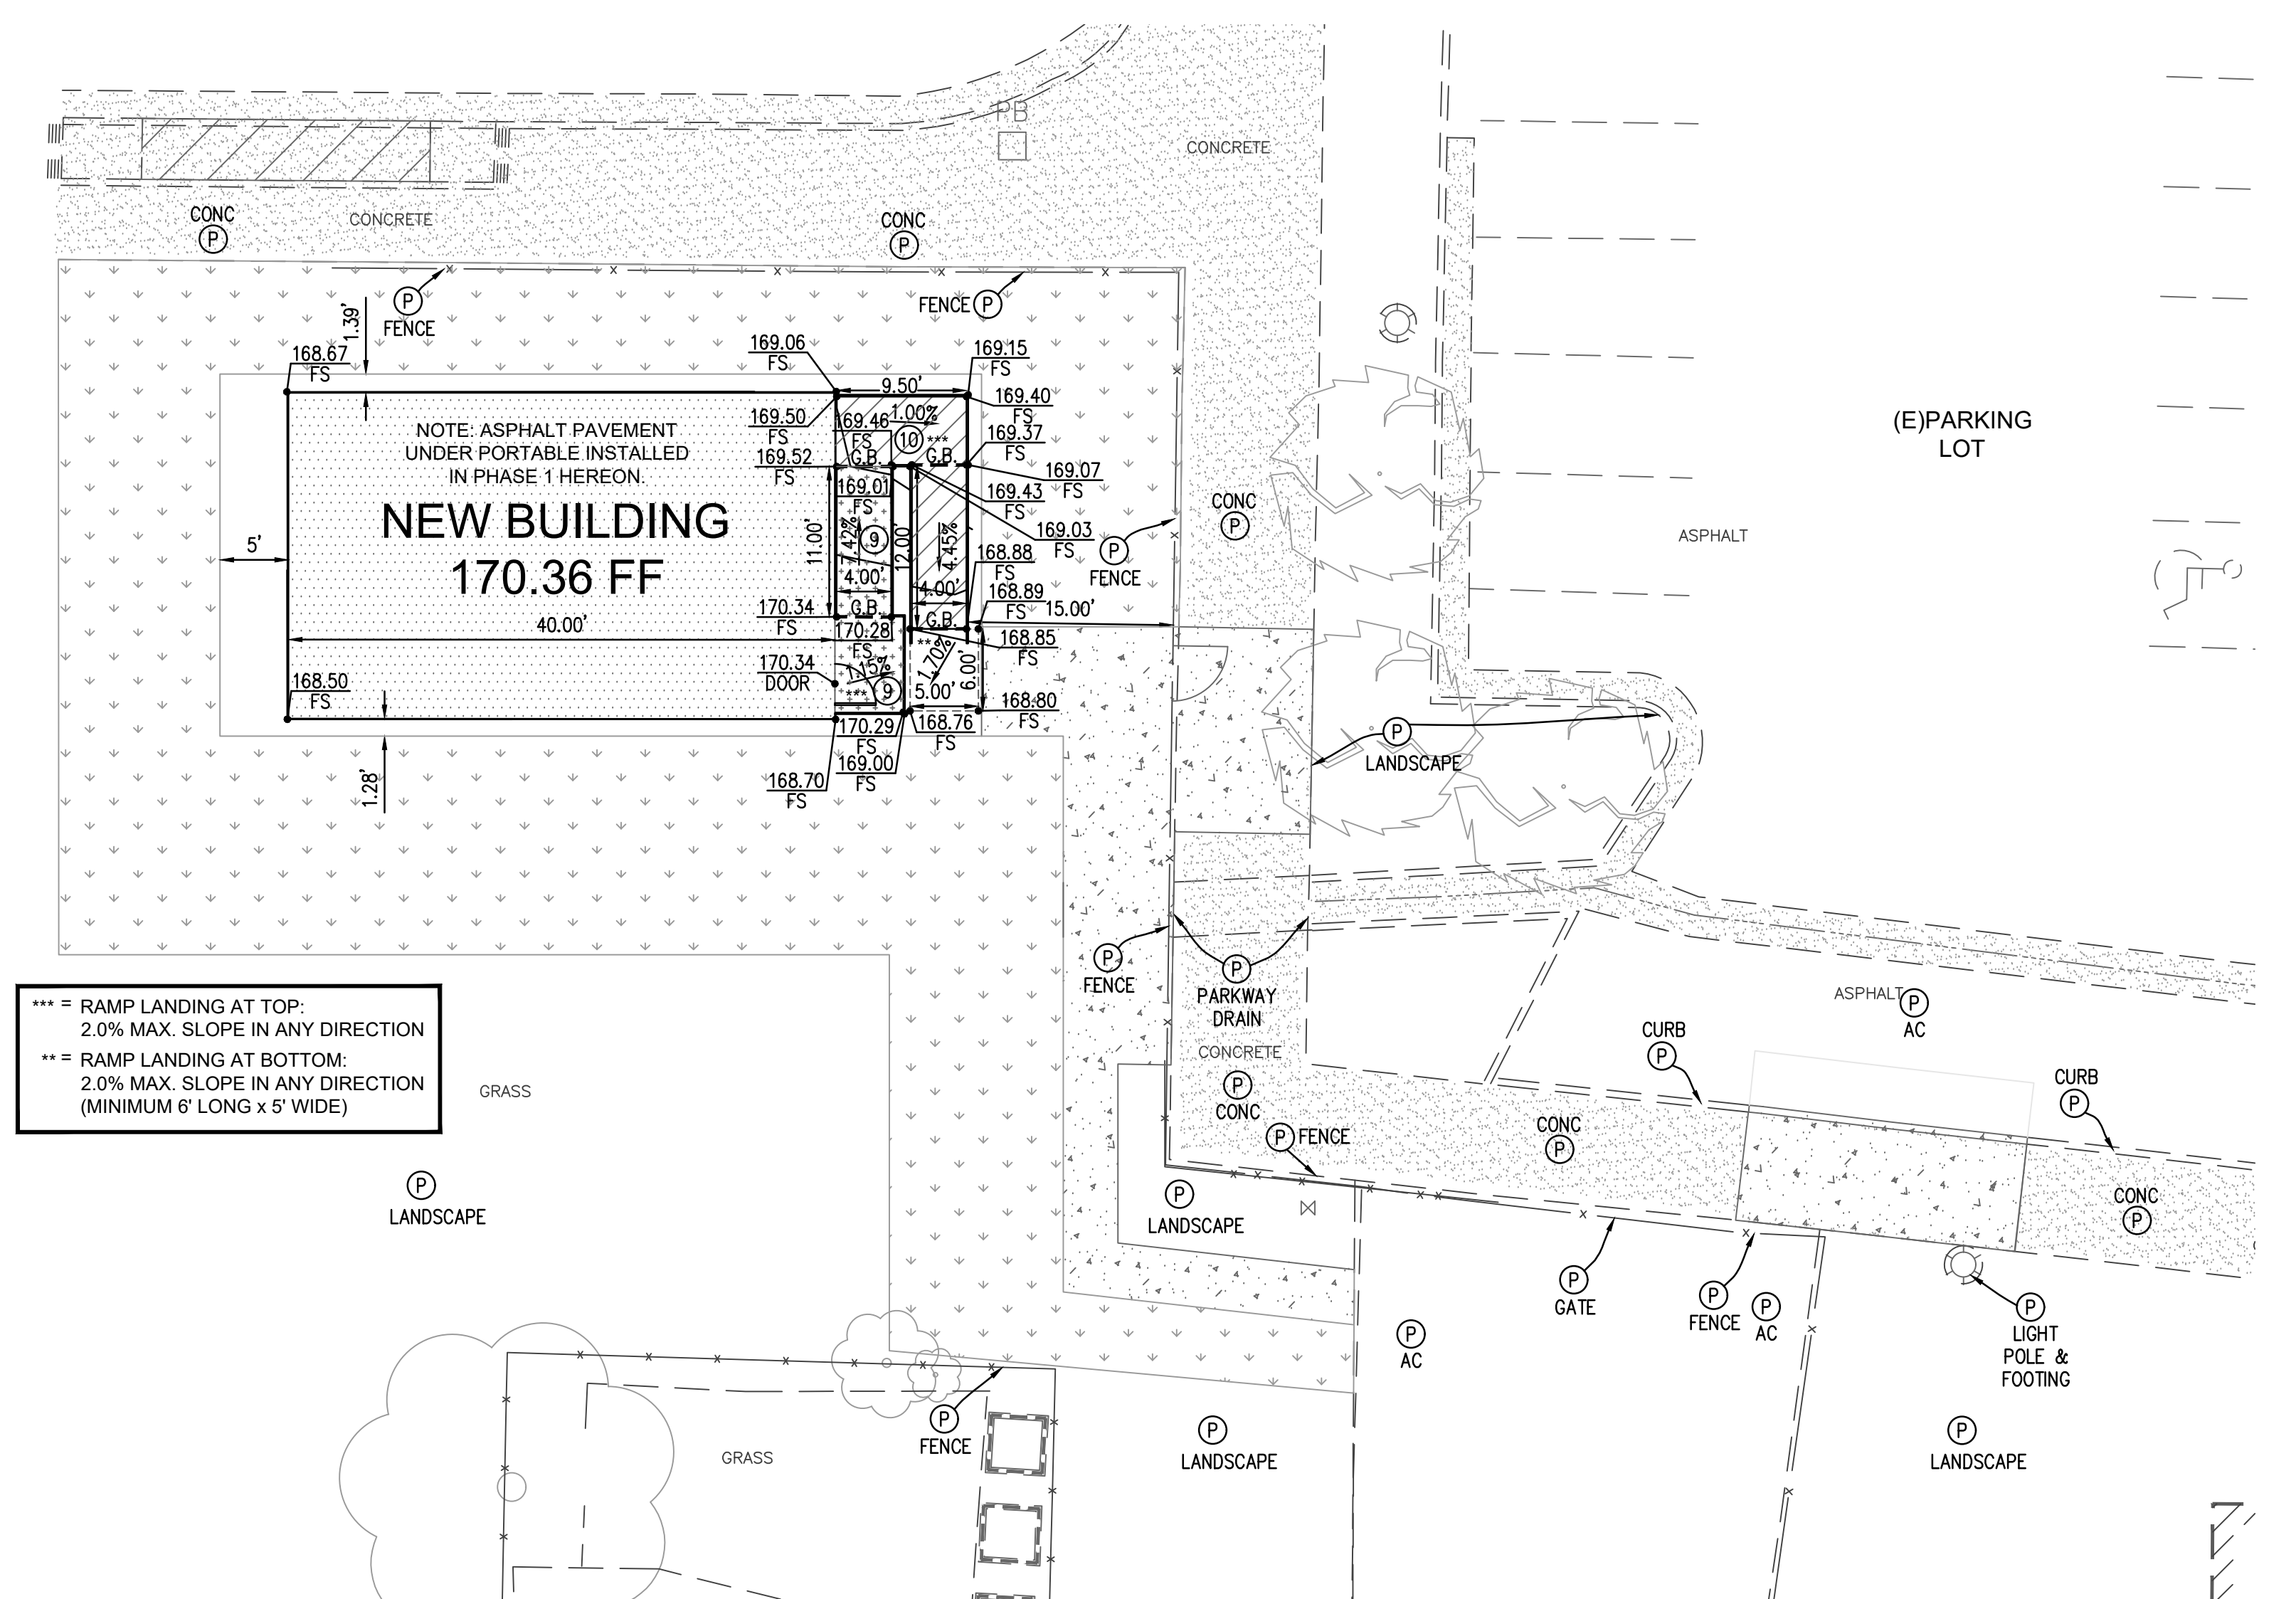 PB
CONCRETE
CONC
P
CONCRETE
CONC
P
P
FENCE
FENCE P
1.39'
168.67
FS
169.06
FS
169.15
FS
9.50'
169.40
FS
169.50
FS
169.46
FS
1.00%
10
***
169.37
FS
NOTE: ASPHALT PAVEMENT
UNDER PORTABLE INSTALLED
IN PHASE 1 HEREON.
169.52
FS
G.B.
G.B.
169.07
FS
169.01
FS
169.43
FS
NEW BUILDING
170.36 FF
5'
11.00'
7.42%
9
12.00'
4.45%
169.03
FS
168.88
FS
4.00'
4.00'
168.89
FS
15.00'
G.B.
G.B.
170.34
FS
40.00'
170.28
FS
**
168.85
FS
170.34
DOOR
1.15%
1.70%
6.00'
***
9
5.00'
168.50
FS
168.80
FS
170.29
FS
168.76
FS
169.00
FS
168.70
FS
1.28'
CONC
P
P
FENCE
(E)PARKING
LOT
ASPHALT
P
LANDSCAPE
P
FENCE
P
PARKWAY
DRAIN
CONCRETE
P
CONC
ASPHALT
P
AC
*** = RAMP LANDING AT TOP:
2.0% MAX. SLOPE IN ANY DIRECTION
** = RAMP LANDING AT BOTTOM:
2.0% MAX. SLOPE IN ANY DIRECTION
(MINIMUM 6' LONG x 5' WIDE)
GRASS
P
LANDSCAPE
CURB
P
CURB
P
P FENCE
CONC
P
CONC
P
P
LANDSCAPE
P
GATE
P
FENCE
P
AC
P
LIGHT
POLE &
FOOTING
P
AC
P
FENCE
GRASS
P
LANDSCAPE
P
LANDSCAPE